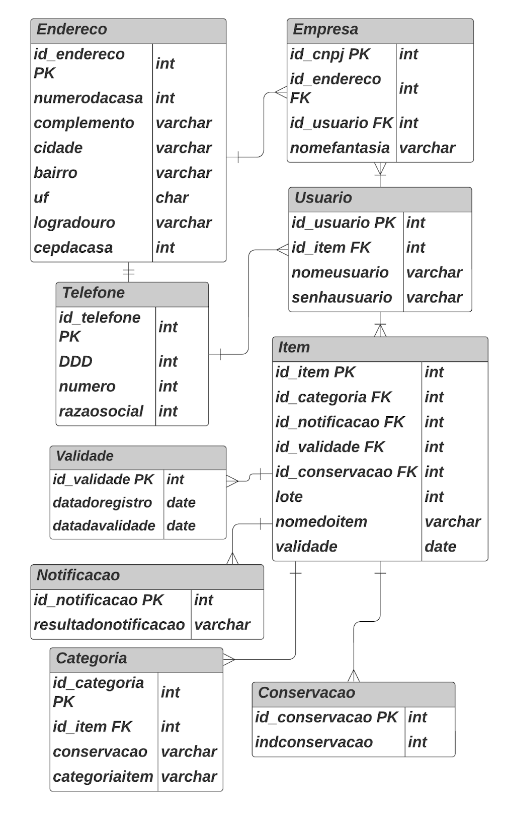 Endereco
id_endereco PK int
numerodacasa int
complemento varchar
cidade varchar
bairro varchar
uf char
logradouro varchar
cepdacasa int
Empresa
id_cnpj PK int
id_endereco FK int
id_usuario FK int
nomefantasia varchar
Usuario
id_usuario PK int
id_item FK int
nomeusuario varchar
senhausuario varchar
Telefone
id_telefone PK int
DDD int
numero int
razaosocial int
Item
id_item PK int
id_categoria FK int
id_notificacao FK int
id_validade FK int
id_conservacao FK int
lote int
nomedoitem varchar
validade date
Validade
id_validade PK int
datadoregistro date
datadavalidade date
Notificacao
id_notificacao PK int
resultadonotificacao varchar
Categoria
id_categoria PK int
id_item FK int
conservacao varchar
categoriaitem varchar
Conservacao
id_conservacao PK int
indconservacao int